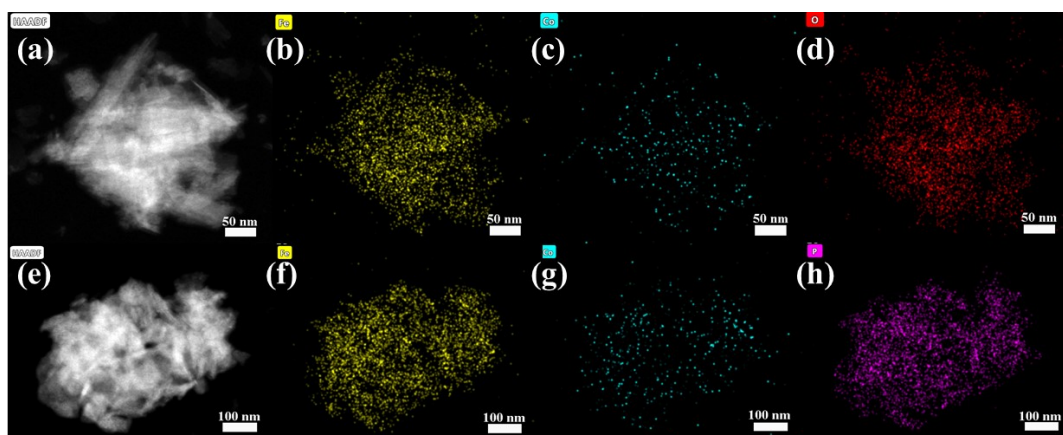 HAADF
(a)
50 nm
Fe
(b)
50 nm
Co
(c)
50 nm
O
(d)
50 nm
HAADF
(e)
100 nm
Fe
(f)
100 nm
Co
(g)
100 nm
P
(h)
100 nm